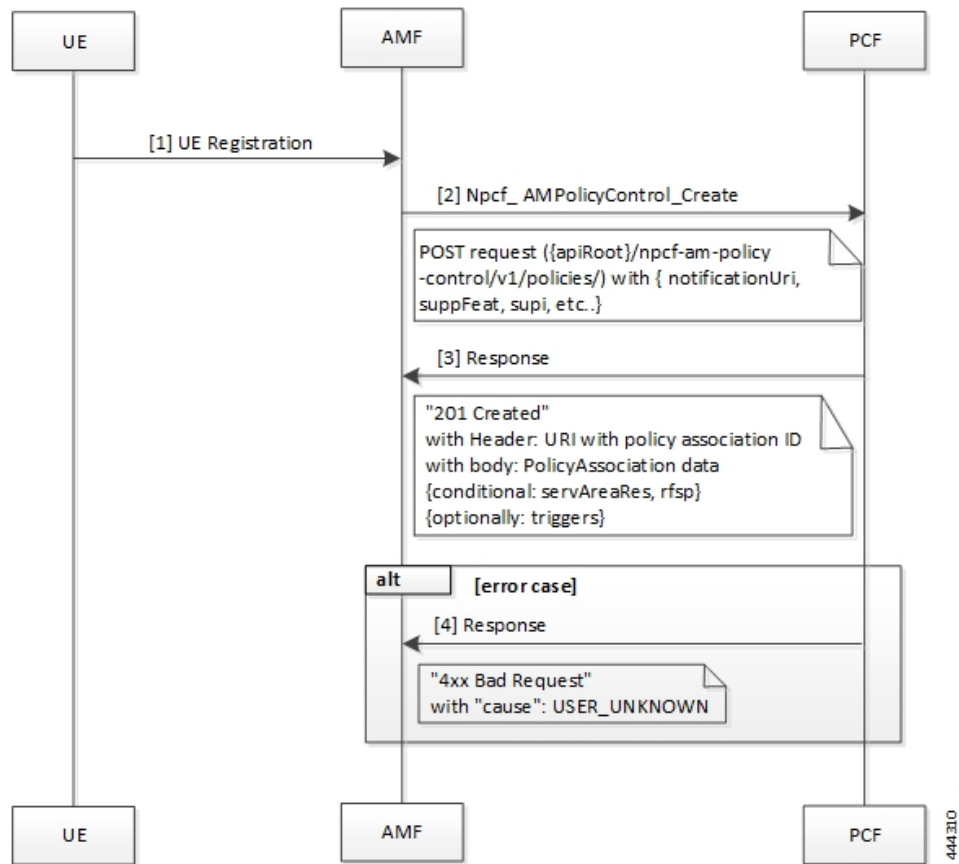 UE
AMF
PCF
[1] UE Registration
[2] Npcf_ AMPolicyControl_Create
POST request ({apiRoot}/npcf-am-policy
-control/v1/policies/) with { notificationUri,
suppFeat, supi, etc..}
[3] Response
"201 Created"
with Header: URI with policy association ID
with body: PolicyAssociation data
{conditional: servAreaRes, rfsp}
{optionally: triggers}
alt
[error case]
[4] Response
"4xx Bad Request"
with "cause": USER_UNKNOWN
UE
AMF
PCF
444310